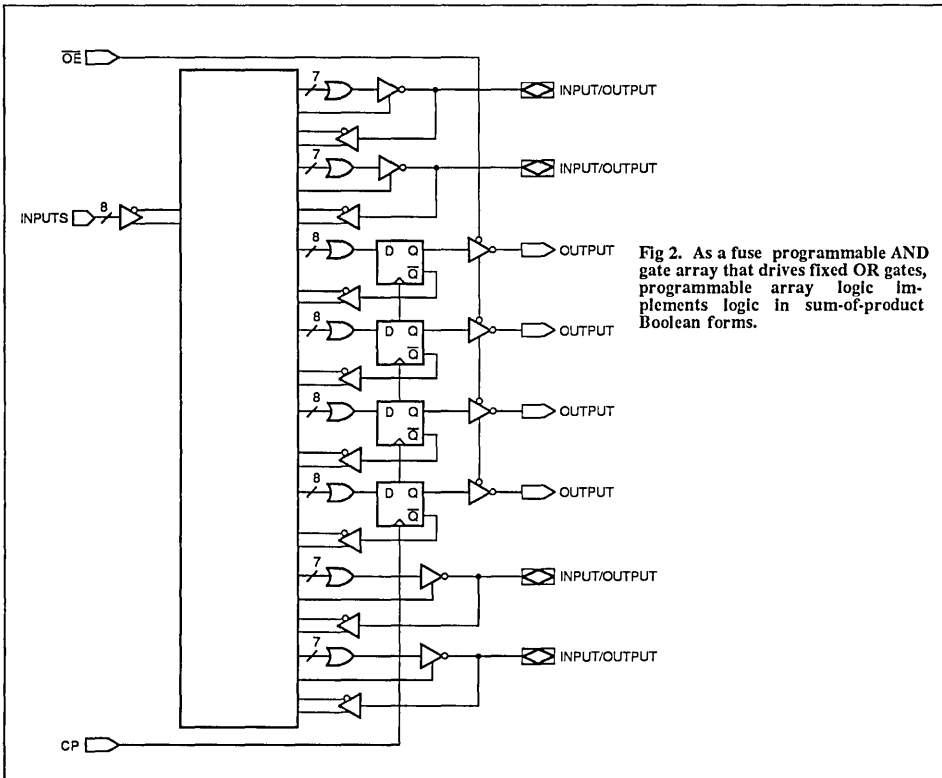 OE
7
INPUT/OUTPUT
7
INPUT/OUTPUT
INPUTS 8
8
D Q
Q
OUTPUT
8
D Q
Q
OUTPUT
8
D Q
Q
OUTPUT
8
D Q
Q
OUTPUT
7
INPUT/OUTPUT
7
INPUT/OUTPUT
CP
Fig 2. As a fuse programmable AND
gate array that drives fixed OR gates,
programmable array logic im-
plements logic in sum-of-product
Boolean forms.